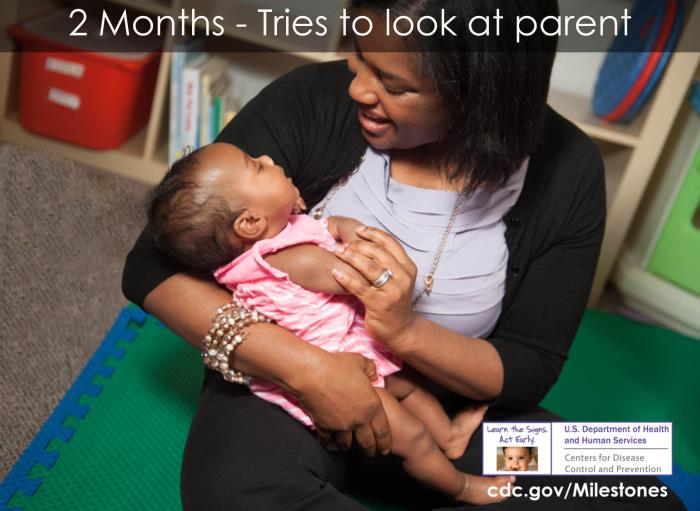 2 Months - Tries to look at parent
Learn the Signs.
Act Early.
U.S. Department of Health
and Human Services
Centers for Disease
Control and Prevention
cdc.gov/Milestones